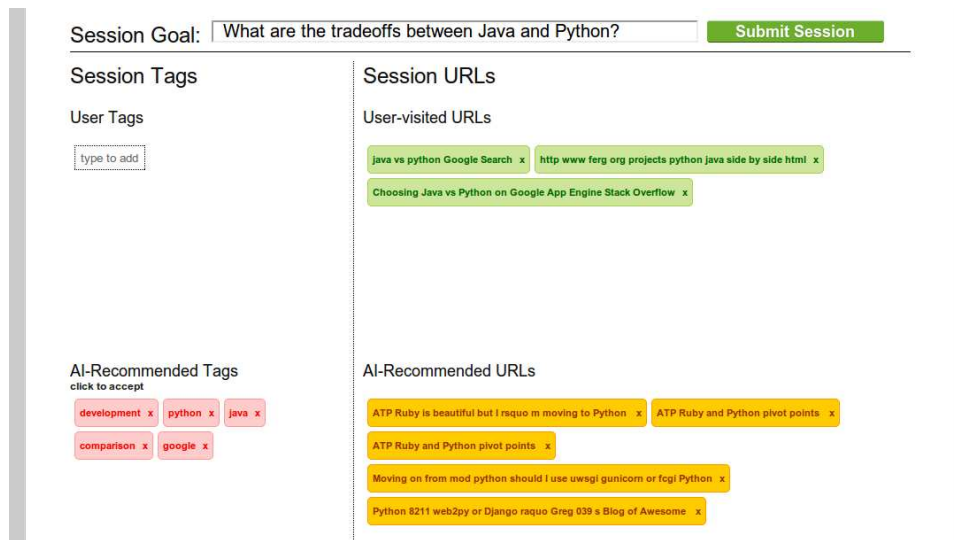 Session Goal: What are the tradeoffs between Java and Python? Submit Session
Session Tags
User Tags
type to add
AI-Recommended Tags
click to accept
development x python x java x
comparison x google x
Session URLs
User-visited URLs
java vs python Google Search x http www ferg org projects python java side by side html x
Choosing Java vs Python on Google App Engine Stack Overflow x
AI-Recommended URLs
ATP Ruby is beautiful but I rsquo m moving to Python x ATP Ruby and Python pivot points x
ATP Ruby and Python pivot points x
Moving on from mod python should I use uwsgi gunicorn or fcgi Python x
Python 8211 web2py or Django raquo Greg 039 s Blog of Awesome x